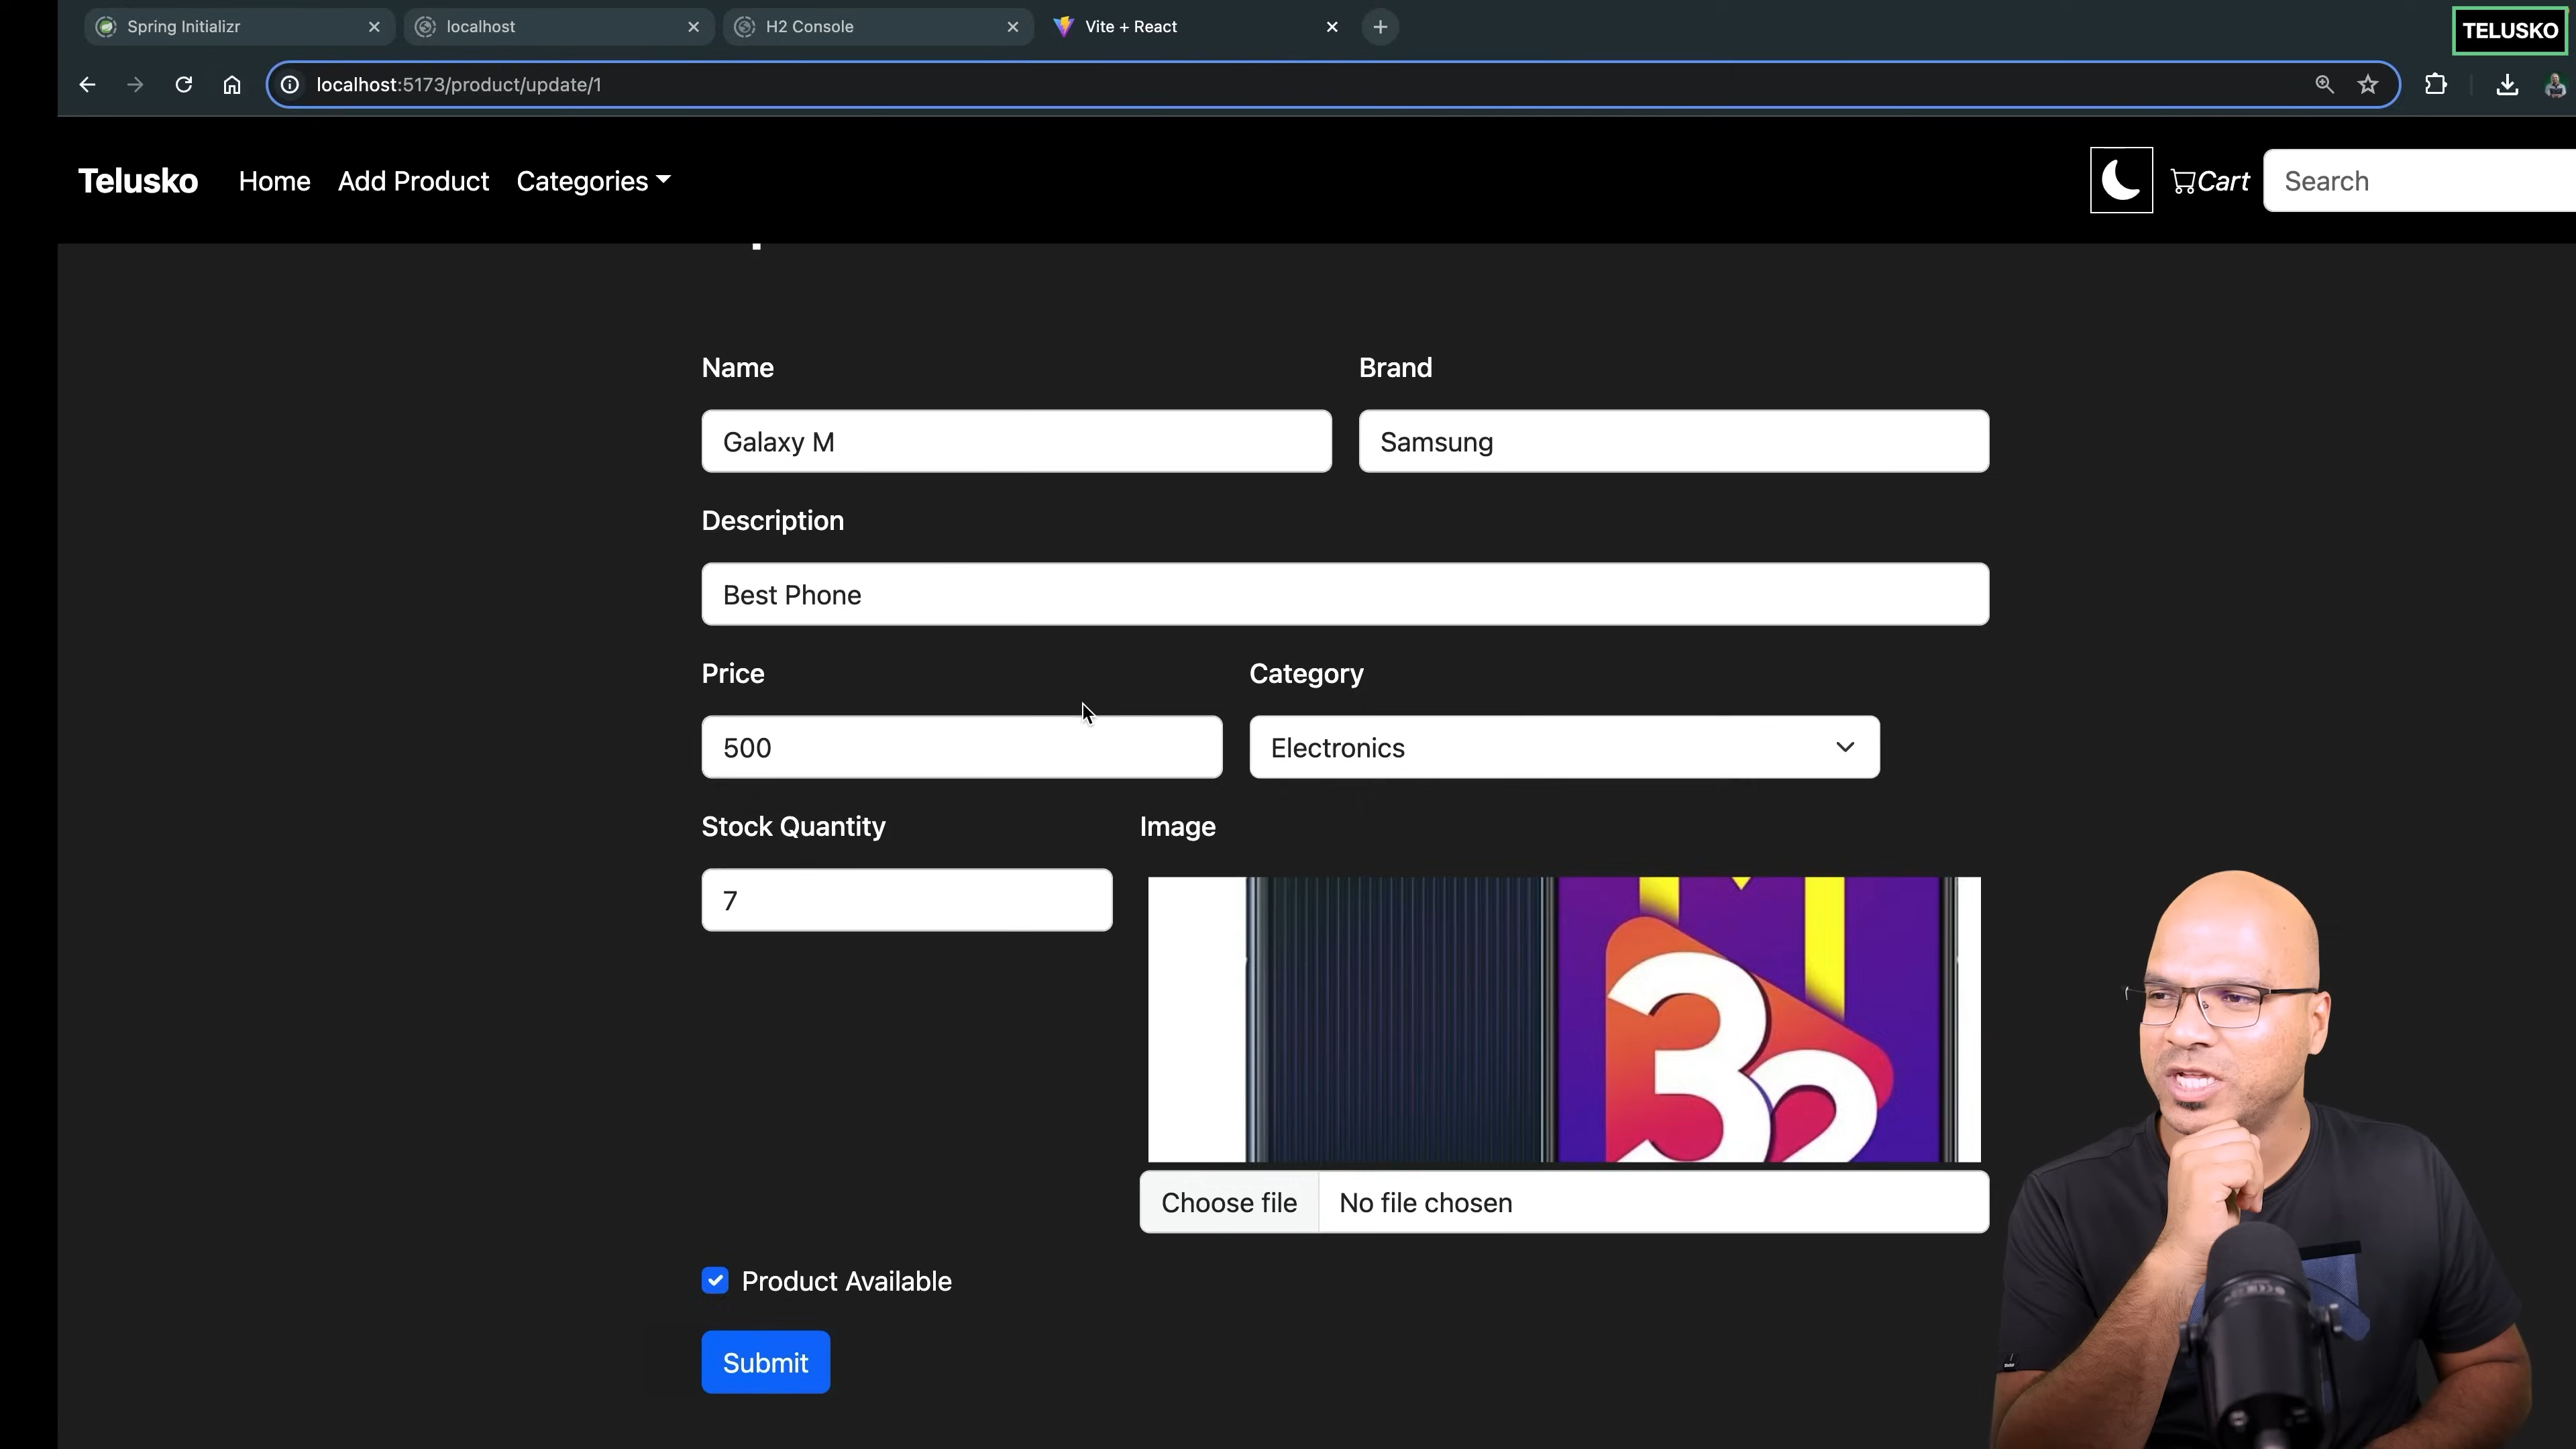 Spring Initializr
localhost
H2 Console
Vite + React
TELUSKO
localhost:5173/product/update/1
Telusko Home Add Product Categories Cart Search
Name Brand
Galaxy M Samsung
Description
Best Phone
Price Category
500 Electronics
Stock Quantity Image
7
32
Choose file No file chosen
Product Available
Submit